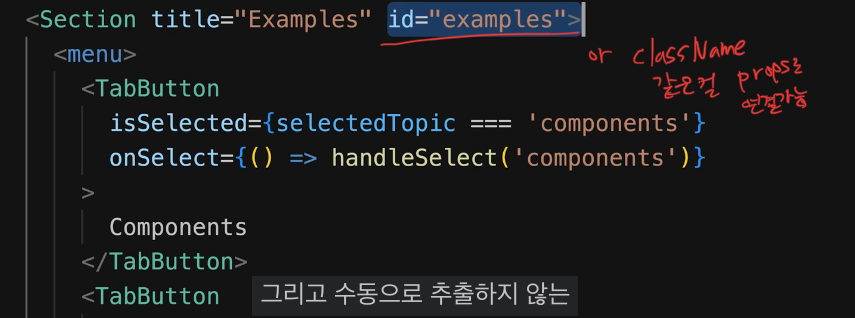 <Section title="Examples" id="examples">
<menu>
or className
같은걸 props로
연결가능
<TabButton
isSelected={selectedTopic === 'components'}
onSelect={() => handleSelect('components')}
>
Components
</TabButton>
<TabButton
그리고 수동으로 추출하지 않는